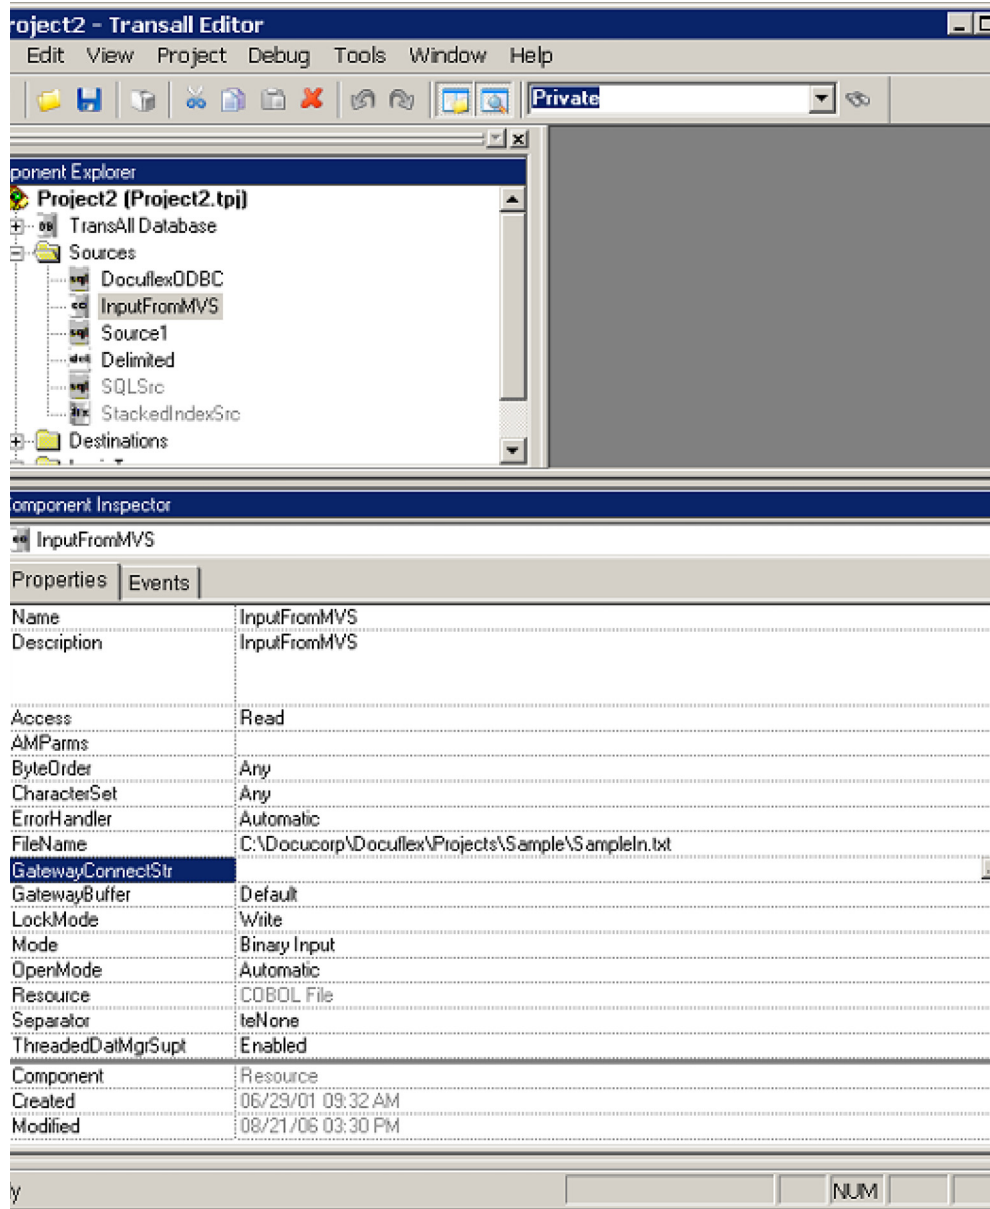 roject2 - Transall Editor
Edit View Project Debug Tools Window Help
Private
ponent Explorer
Project2 (Project2.tpj)
TransAll Database
Sources
DocuflexODBC
InputFromMVS
Source1
Delimited
SQLSrc
StackedIndexSrc
Destinations
omponent Inspector
InputFromMVS
Properties Events
Name InputFromMVS
Description InputFromMVS
Access Read
AMParms
ByteOrder Any
CharacterSet Any
ErrorHandler Automatic
FileName C:\Docucorp\Docuflex\Projects\Sample\SampleIn.txt
GatewayConnectStr
GatewayBuffer Default
LockMode Write
Mode Binary Input
OpenMode Automatic
Resource COBOL File
Separator teNone
ThreadedDatMgrSupt Enabled
Component Resource
Created 06/29/01 09:32 AM
Modified 08/21/06 03:30 PM
y NUM